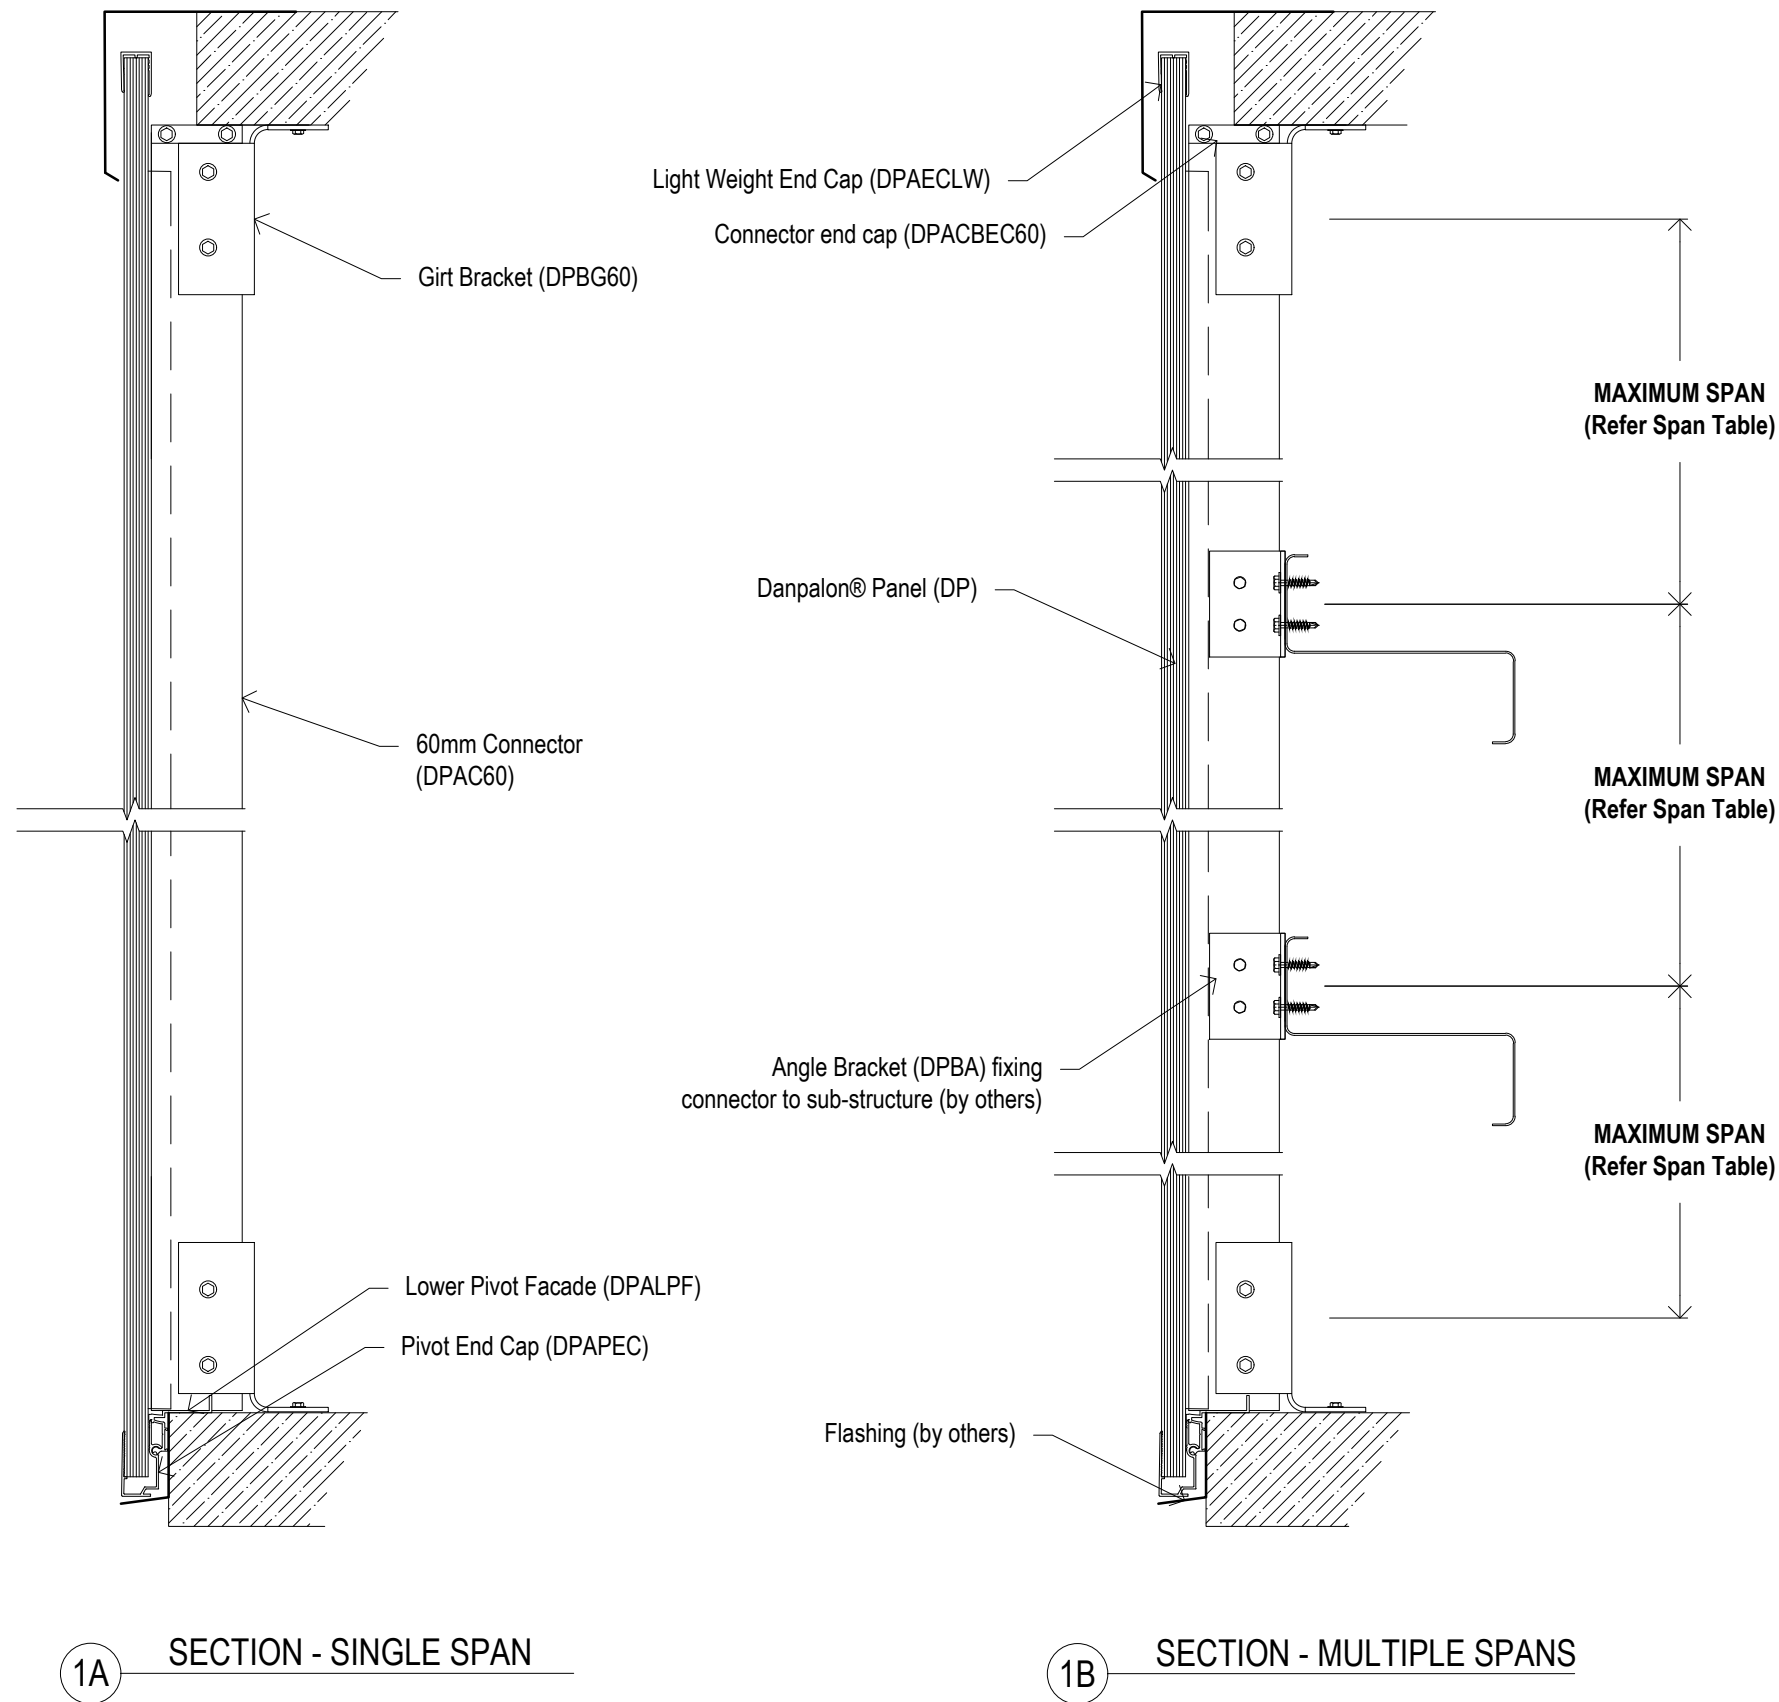 Light Weight End Cap (DPAECLW)
Connector end cap (DPACBEC60)
Girt Bracket (DPBG60)
MAXIMUM SPAN
(Refer Span Table)
Danpalon® Panel (DP)
60mm Connector
(DPAC60)
MAXIMUM SPAN
(Refer Span Table)
Angle Bracket (DPBA) fixing
connector to sub-structure (by others)
MAXIMUM SPAN
(Refer Span Table)
Lower Pivot Facade (DPALPF)
Pivot End Cap (DPAPEC)
Flashing (by others)
1A SECTION - SINGLE SPAN
1B SECTION - MULTIPLE SPANS